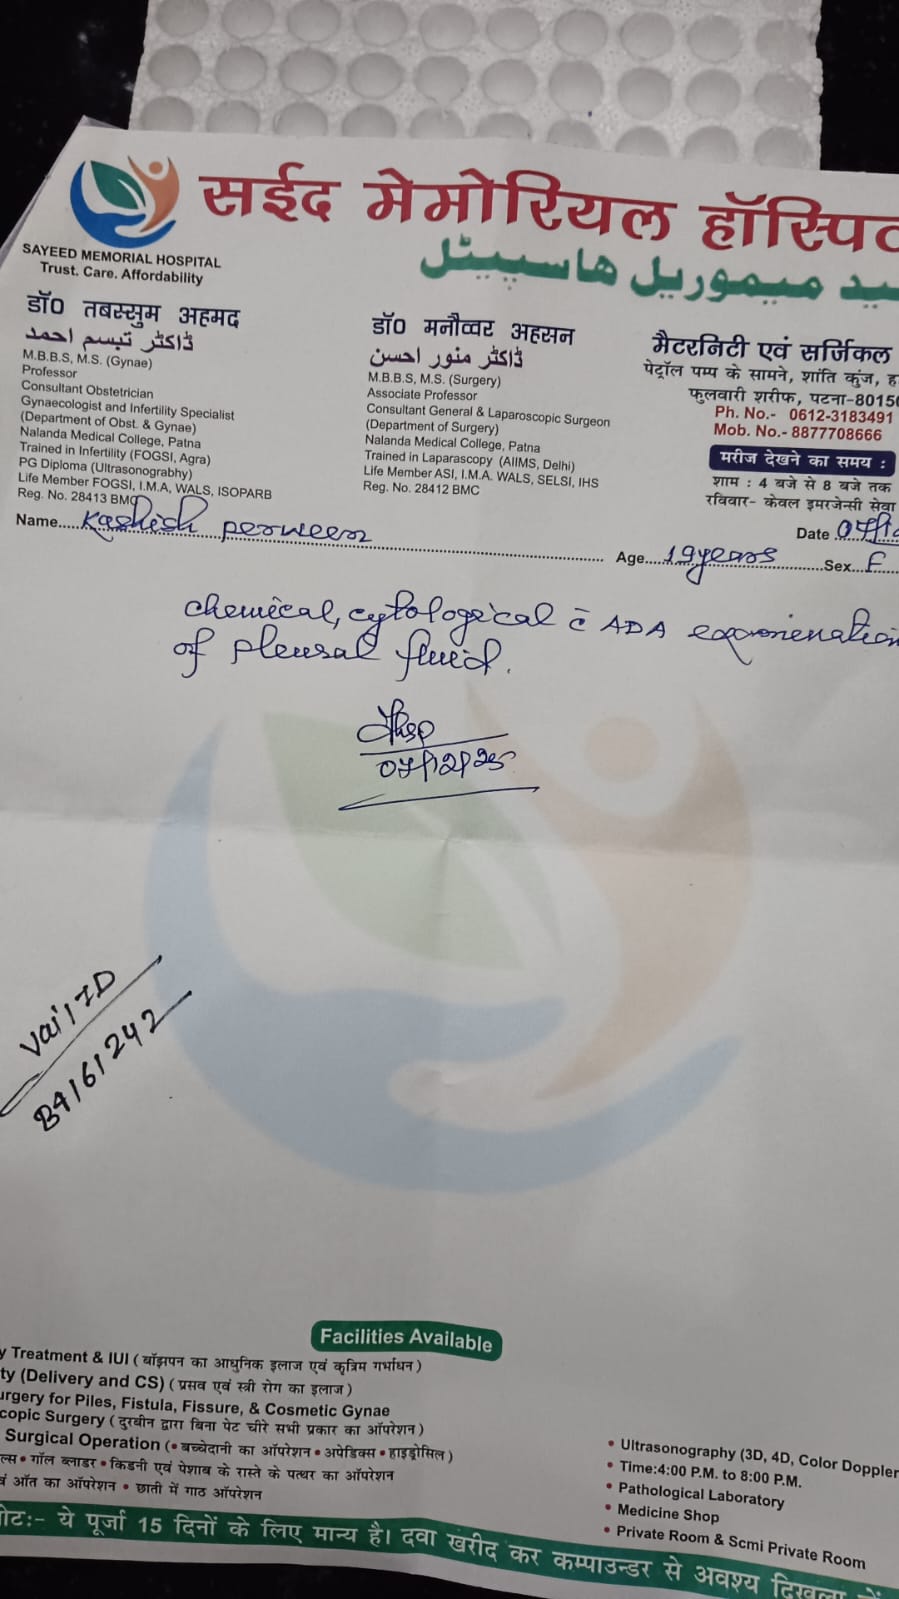 सईद मेमोरियल हॉस्पिट
ید میموریل ہاسپیٹل
SAYEED MEMORIAL HOSPITAL
Trust. Care. Affordability
डॉ० तबस्सुम अहमद
ڈاکٹر تبسم احمد
M.B.B.S, M.S. (Gynae)
Professor
Consultant Obstetrician
Gynaecologist and Infertility Specialist
(Department of Obst. & Gynae)
Nalanda Medical College, Patna
Trained in Infertility (FOGSI, Agra)
PG Diploma (Ultrasonograbhy)
Life Member FOGSI, I.M.A, WALS, ISOPARB
Reg. No. 28413 BMC
डॉ० मनौव्वर अहसन
ڈاکٹر منور احسن
M.B.B.S, M.S. (Surgery)
Associate Professor
Consultant General & Laparoscopic Surgeon
(Department of Surgery)
Nalanda Medical College, Patna
Trained in Laparascopy (AIIMS, Delhi)
Life Member ASI, I.M.A. WALS, SELSI, IHS
Reg. No. 28412 BMC
मैटरनिटी एवं सर्जिकल
पेट्रॉल पम्प के सामने, शांति कुंज, ह
फुलवारी शरीफ, पटना-80150
Ph. No.- 0612-3183491
Mob. No.- 8877708666
मरीज देखने का समय :
शाम : 4 बजे से 8 बजे तक
रविवार- केवल इमरजेन्सी सेवा
Name.....Kashish perween Age....19years Sex...F
Date
chemical, cytological c̄ ADA examination
of pleural fluid.
Vail ID
84161242
Facilities Available
y Treatment & IUI (बाँझपन का आधुनिक इलाज एवं कृत्रिम गर्भाधन)
ty (Delivery and CS) (प्रसव एवं स्त्री रोग का इलाज)
urgery for Piles, Fistula, Fissure, & Cosmetic Gynae
copic Surgery (दुरबीन द्वारा बिना पेट चीरे सभी प्रकार का ऑपरेशन)
Surgical Operation (•बच्चेदानी का ऑपरेशन •अपेंडिक्स •हाइड्रोसिल)
ल्स •गॉल ब्लाडर •किडनी एवं पेशाब के रास्ते के पत्थर का ऑपरेशन
वं आँत का ऑपरेशन • छाती में गाठ ऑपरेशन
• Ultrasonography (3D, 4D, Color Doppler
• Time:4:00 P.M. to 8:00 P.M.
• Pathological Laboratory
• Medicine Shop
• Private Room & Scmi Private Room
ोट:- ये पूर्जा 15 दिनों के लिए मान्य है। दवा खरीद कर कम्पाउन्डर से अवश्य दिखला